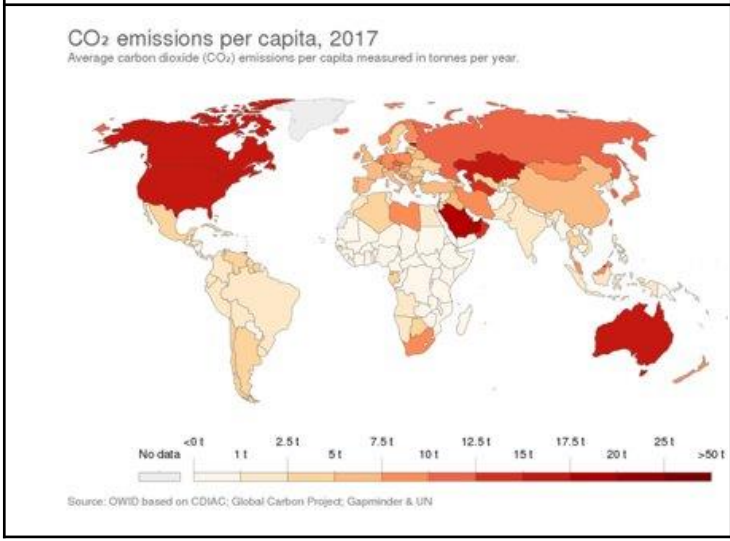 CO₂ emissions per capita, 2017
Average carbon dioxide (CO₂) emissions per capita measured in tonnes per year.
<0 t 2.5 t 7.5 t 12.5 t 17.5 t 25 t
No data 1 t 5 t 10 t 15 t 20 t >50 t
Source: OWID based on CDIAC; Global Carbon Project; Gapminder & UN